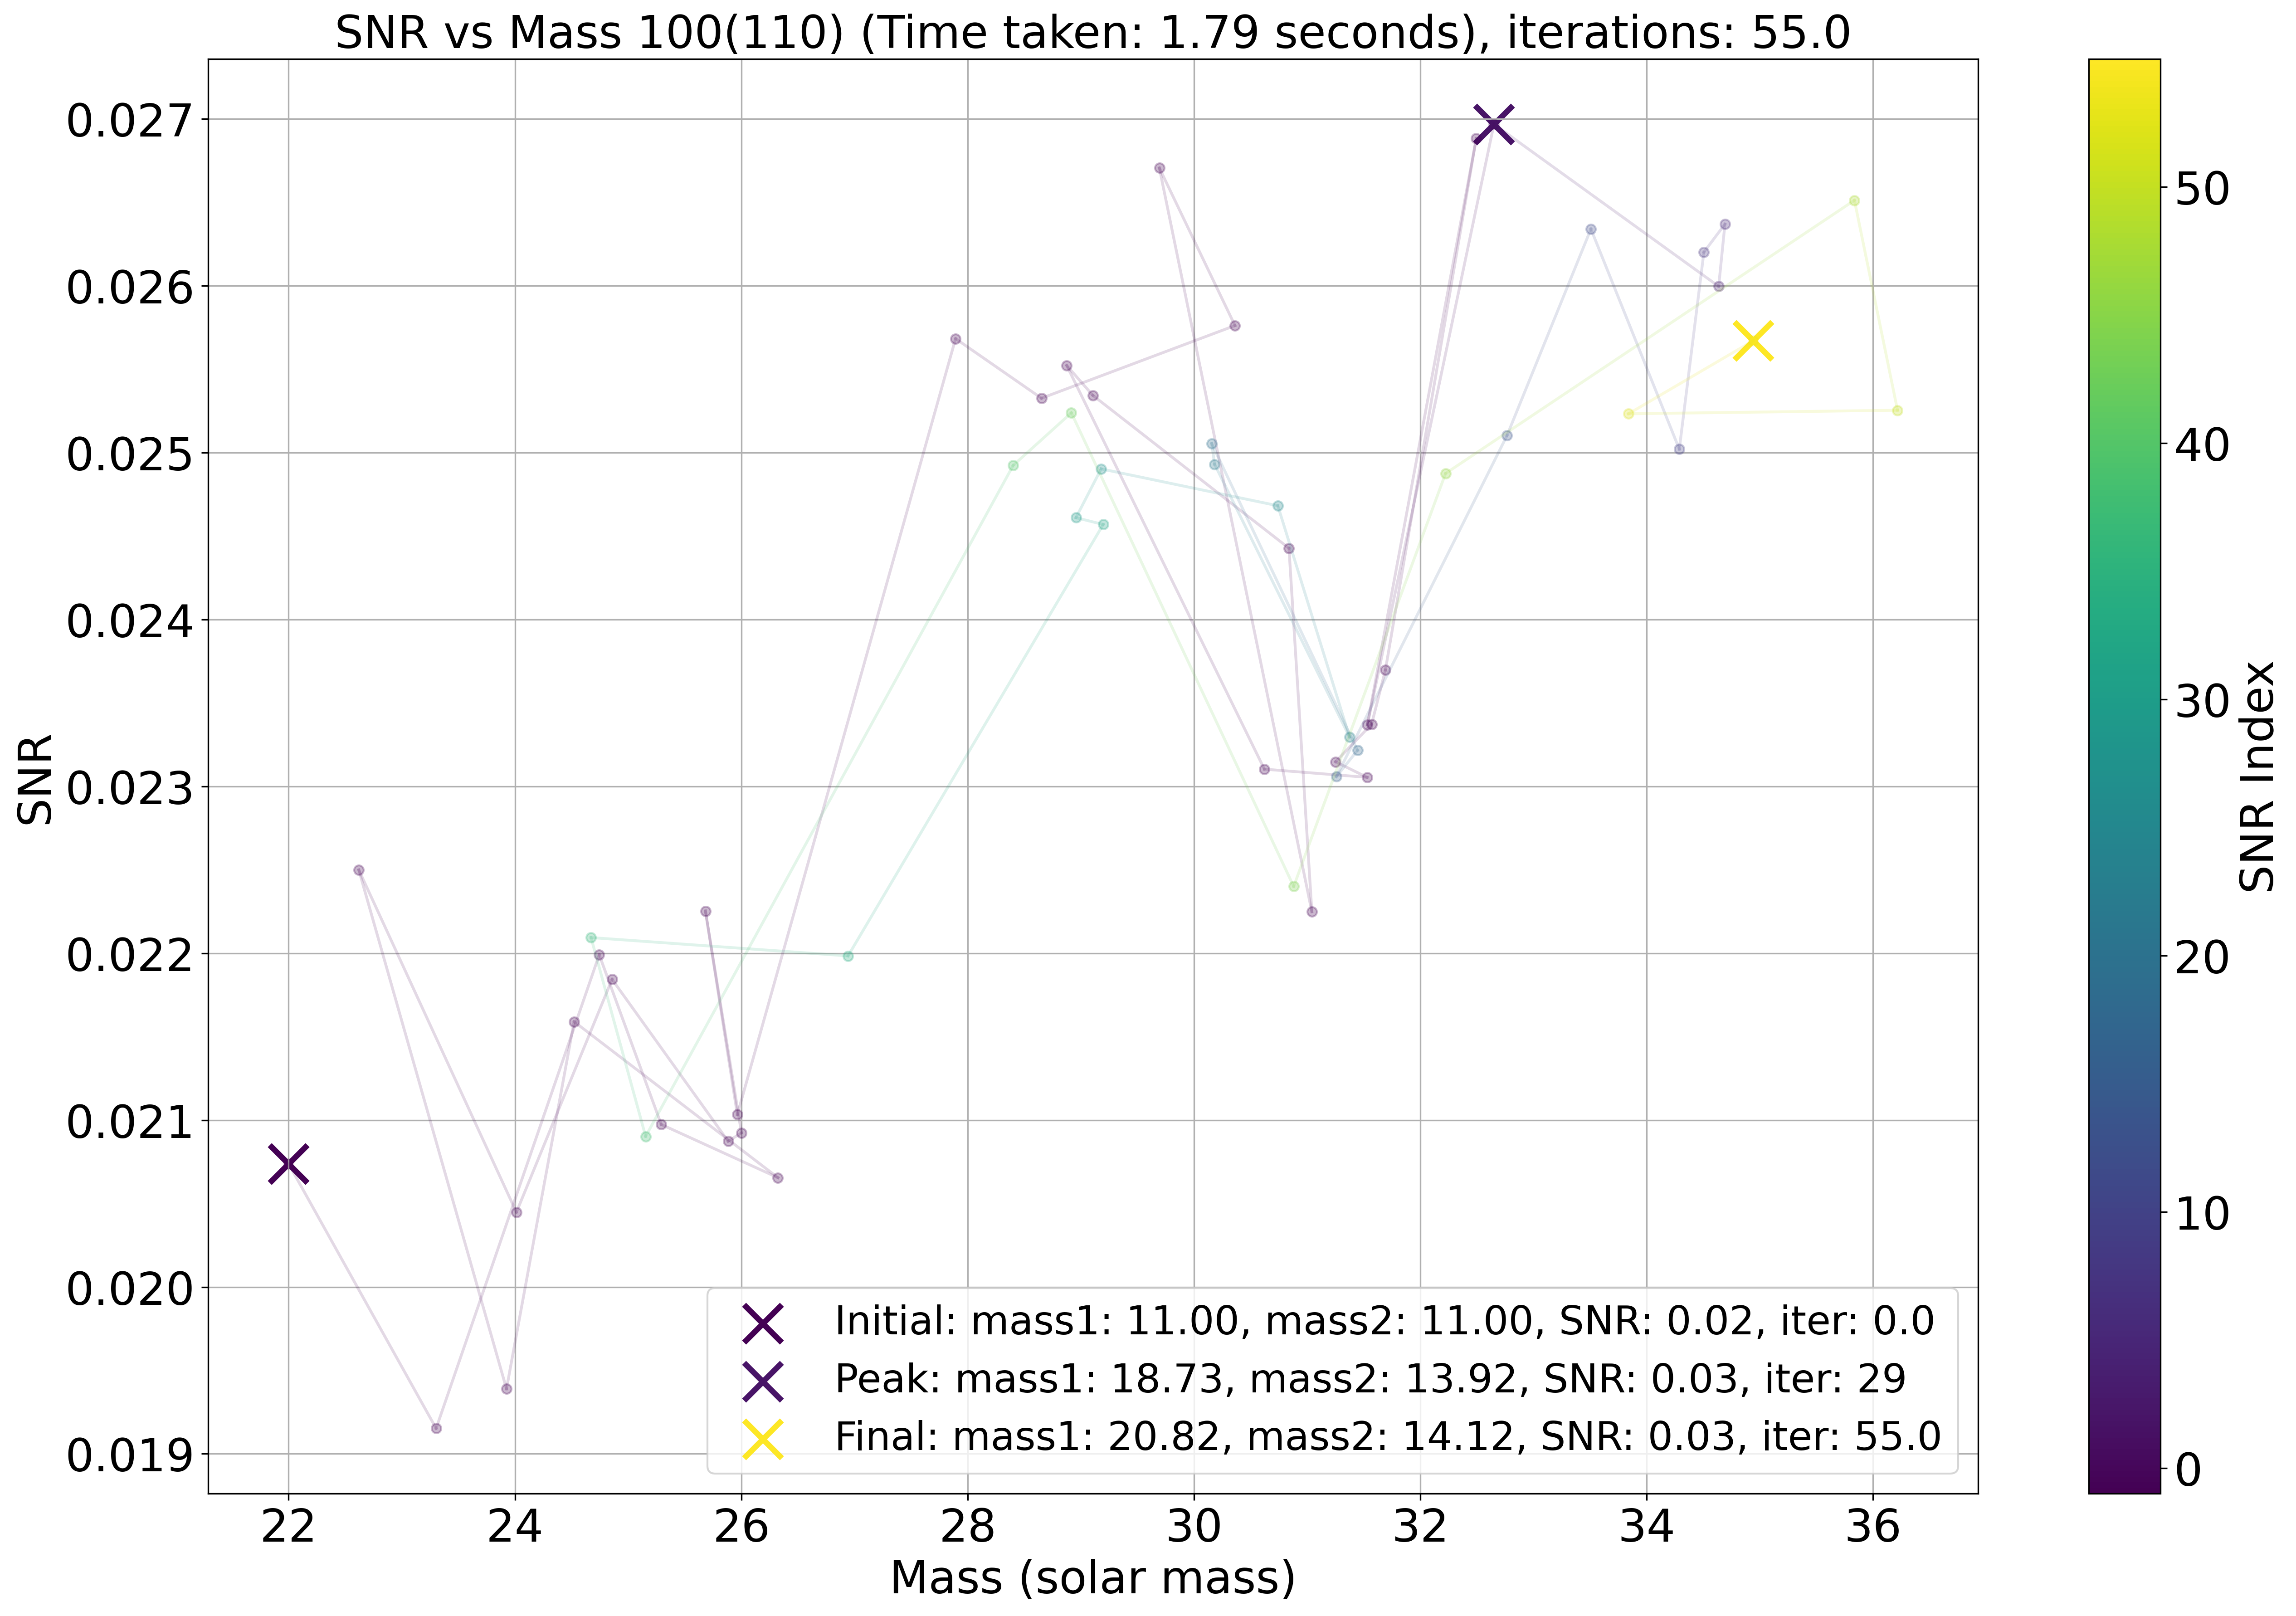 SNR vs Mass 100(110) (Time taken: 1.79 seconds), iterations: 55.0
0.027
0.026
0.025
0.024
0.023
0.022
0.021
0.020
0.019
SNR
22 24 26 28 30 32 34 36
Mass (solar mass)
Initial: mass1: 11.00, mass2: 11.00, SNR: 0.02, iter: 0.0
Peak: mass1: 18.73, mass2: 13.92, SNR: 0.03, iter: 29
Final: mass1: 20.82, mass2: 14.12, SNR: 0.03, iter: 55.0
50
40
30
20
10
0
SNR Index